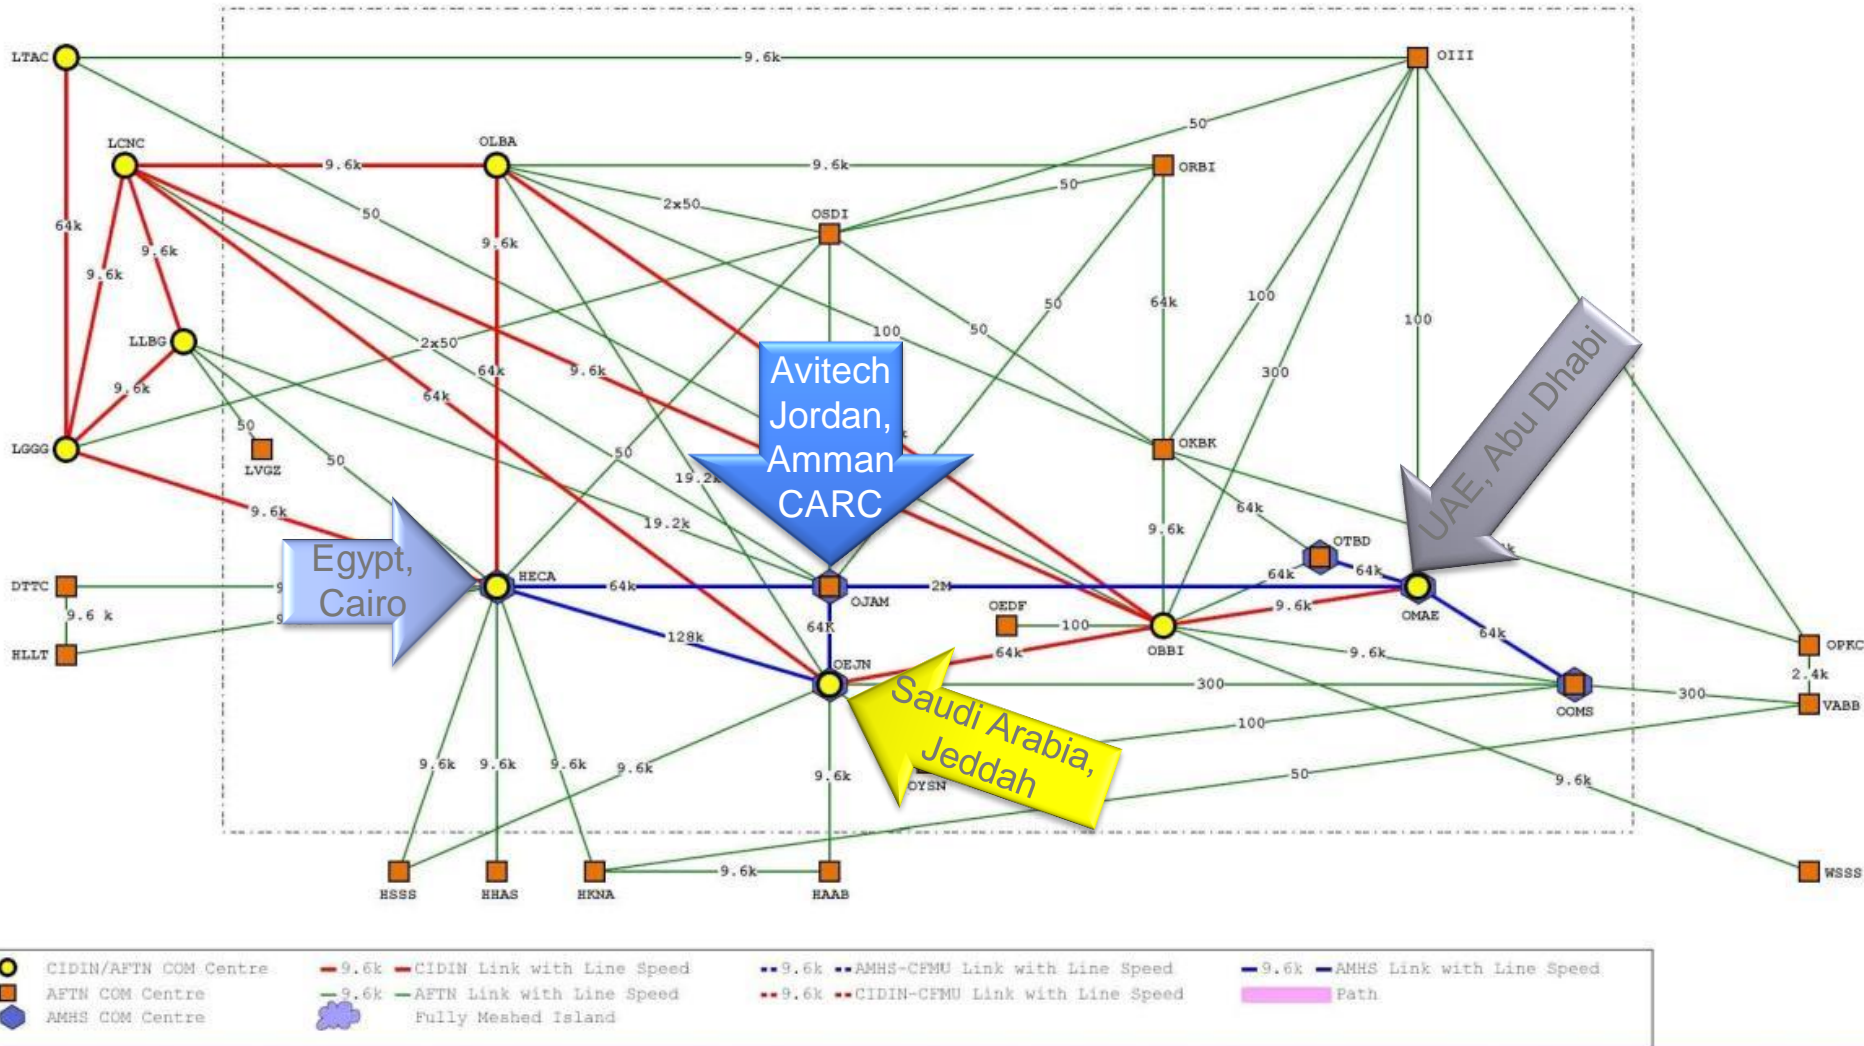 LTAC
9.6k
OIII
LCNC
OLBA
9.6k
9.6k
ORBI
50
50
2x50
OSDI
50
64k
9.6k
9.6k
9.6k
LLBG
2x50
9.6k
64k
9.6k
64k
100
50
50
64k
100
300
100
LGGG
50
LVGZ
50
50
19.2k
19.2k
9.6k
OKBK
64k
9.6k
Avitech
Jordan,
Amman
CARC
UAE, Abu Dhabi
Egypt,
Cairo
DTTC
9.6 k
HLLT
HECA
64k
OJAM
2M
OTBD
64k
64k
OMAE
128k
64K
OEJN
OEDF
100
64k
OBBI
9.6k
9.6k
64k
300
OOMS
300
OPKC
2.4k
VABB
Saudi Arabia,
Jeddah
100
OYSN
50
9.6k
9.6k
9.6k
9.6k
9.6k
9.6k
HSSS
HHAS
HKNA
9.6k
HAAB
WSSS
CIDIN/AFTN COM Centre
9.6k CIDIN Link with Line Speed
9.6k AMHS-CFMU Link with Line Speed
9.6k AMHS Link with Line Speed
AFTN COM Centre
9.6k AFTN Link with Line Speed
9.6k CIDIN-CFMU Link with Line Speed
Path
AMHS COM Centre
Fully Meshed Island